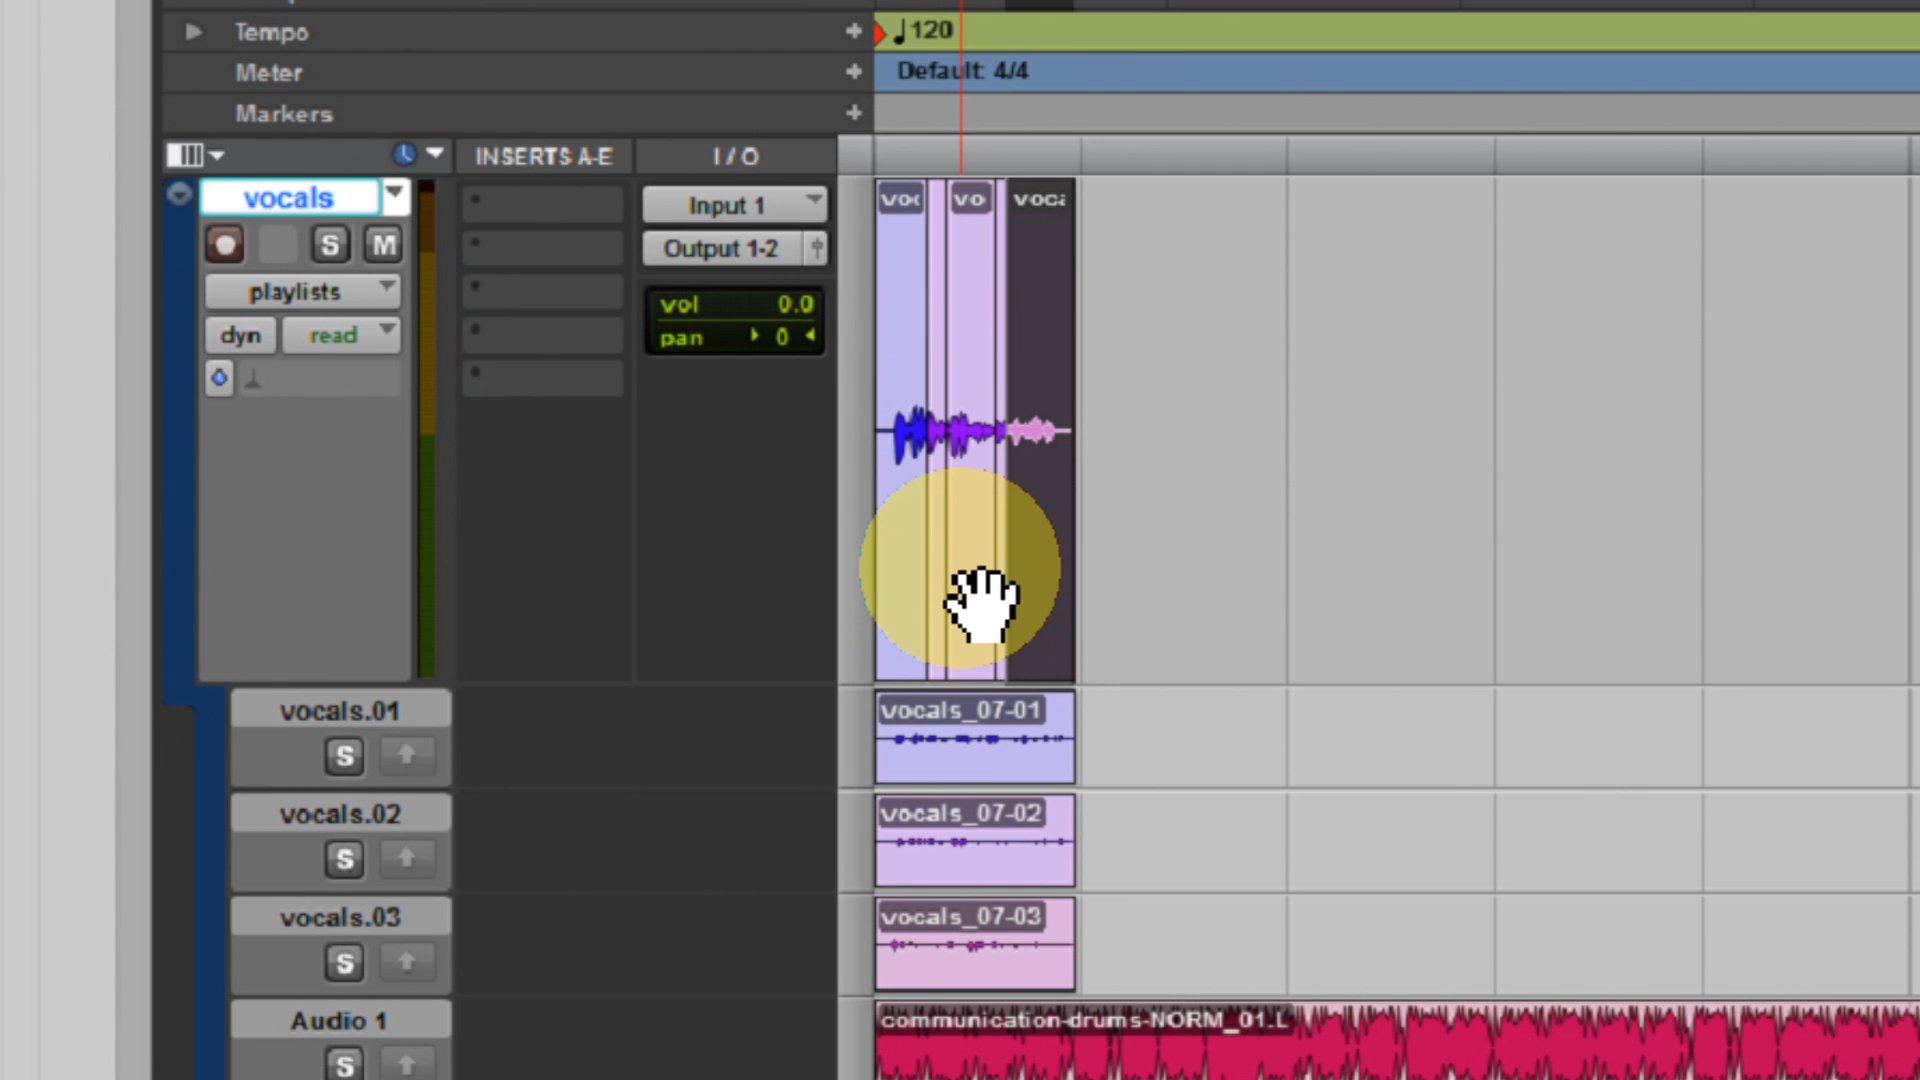 Tempo
120
Meter
Default: 4/4
Markers
INSERTS A-E
I / O
vocals
Input 1
S
M
Output 1-2
playlists
vol 0.0
pan 0
dyn
read
vocals.01
vocals_07-01
S
vocals.02
vocals_07-02
S
vocals.03
vocals_07-03
S
Audio 1
communication-drums-NORM_01.L
S